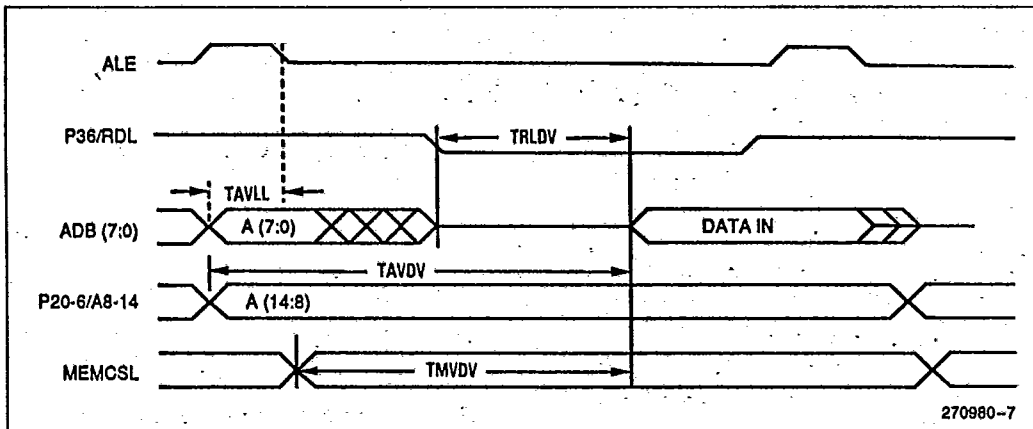 ALE
P36/RDL
TRLDV
TAVLL
ADB (7:0)
A (7:0)
DATA IN
TAVDV
P20-6/A8-14
A (14:8)
MEMCSL
TMVDV
270980-7